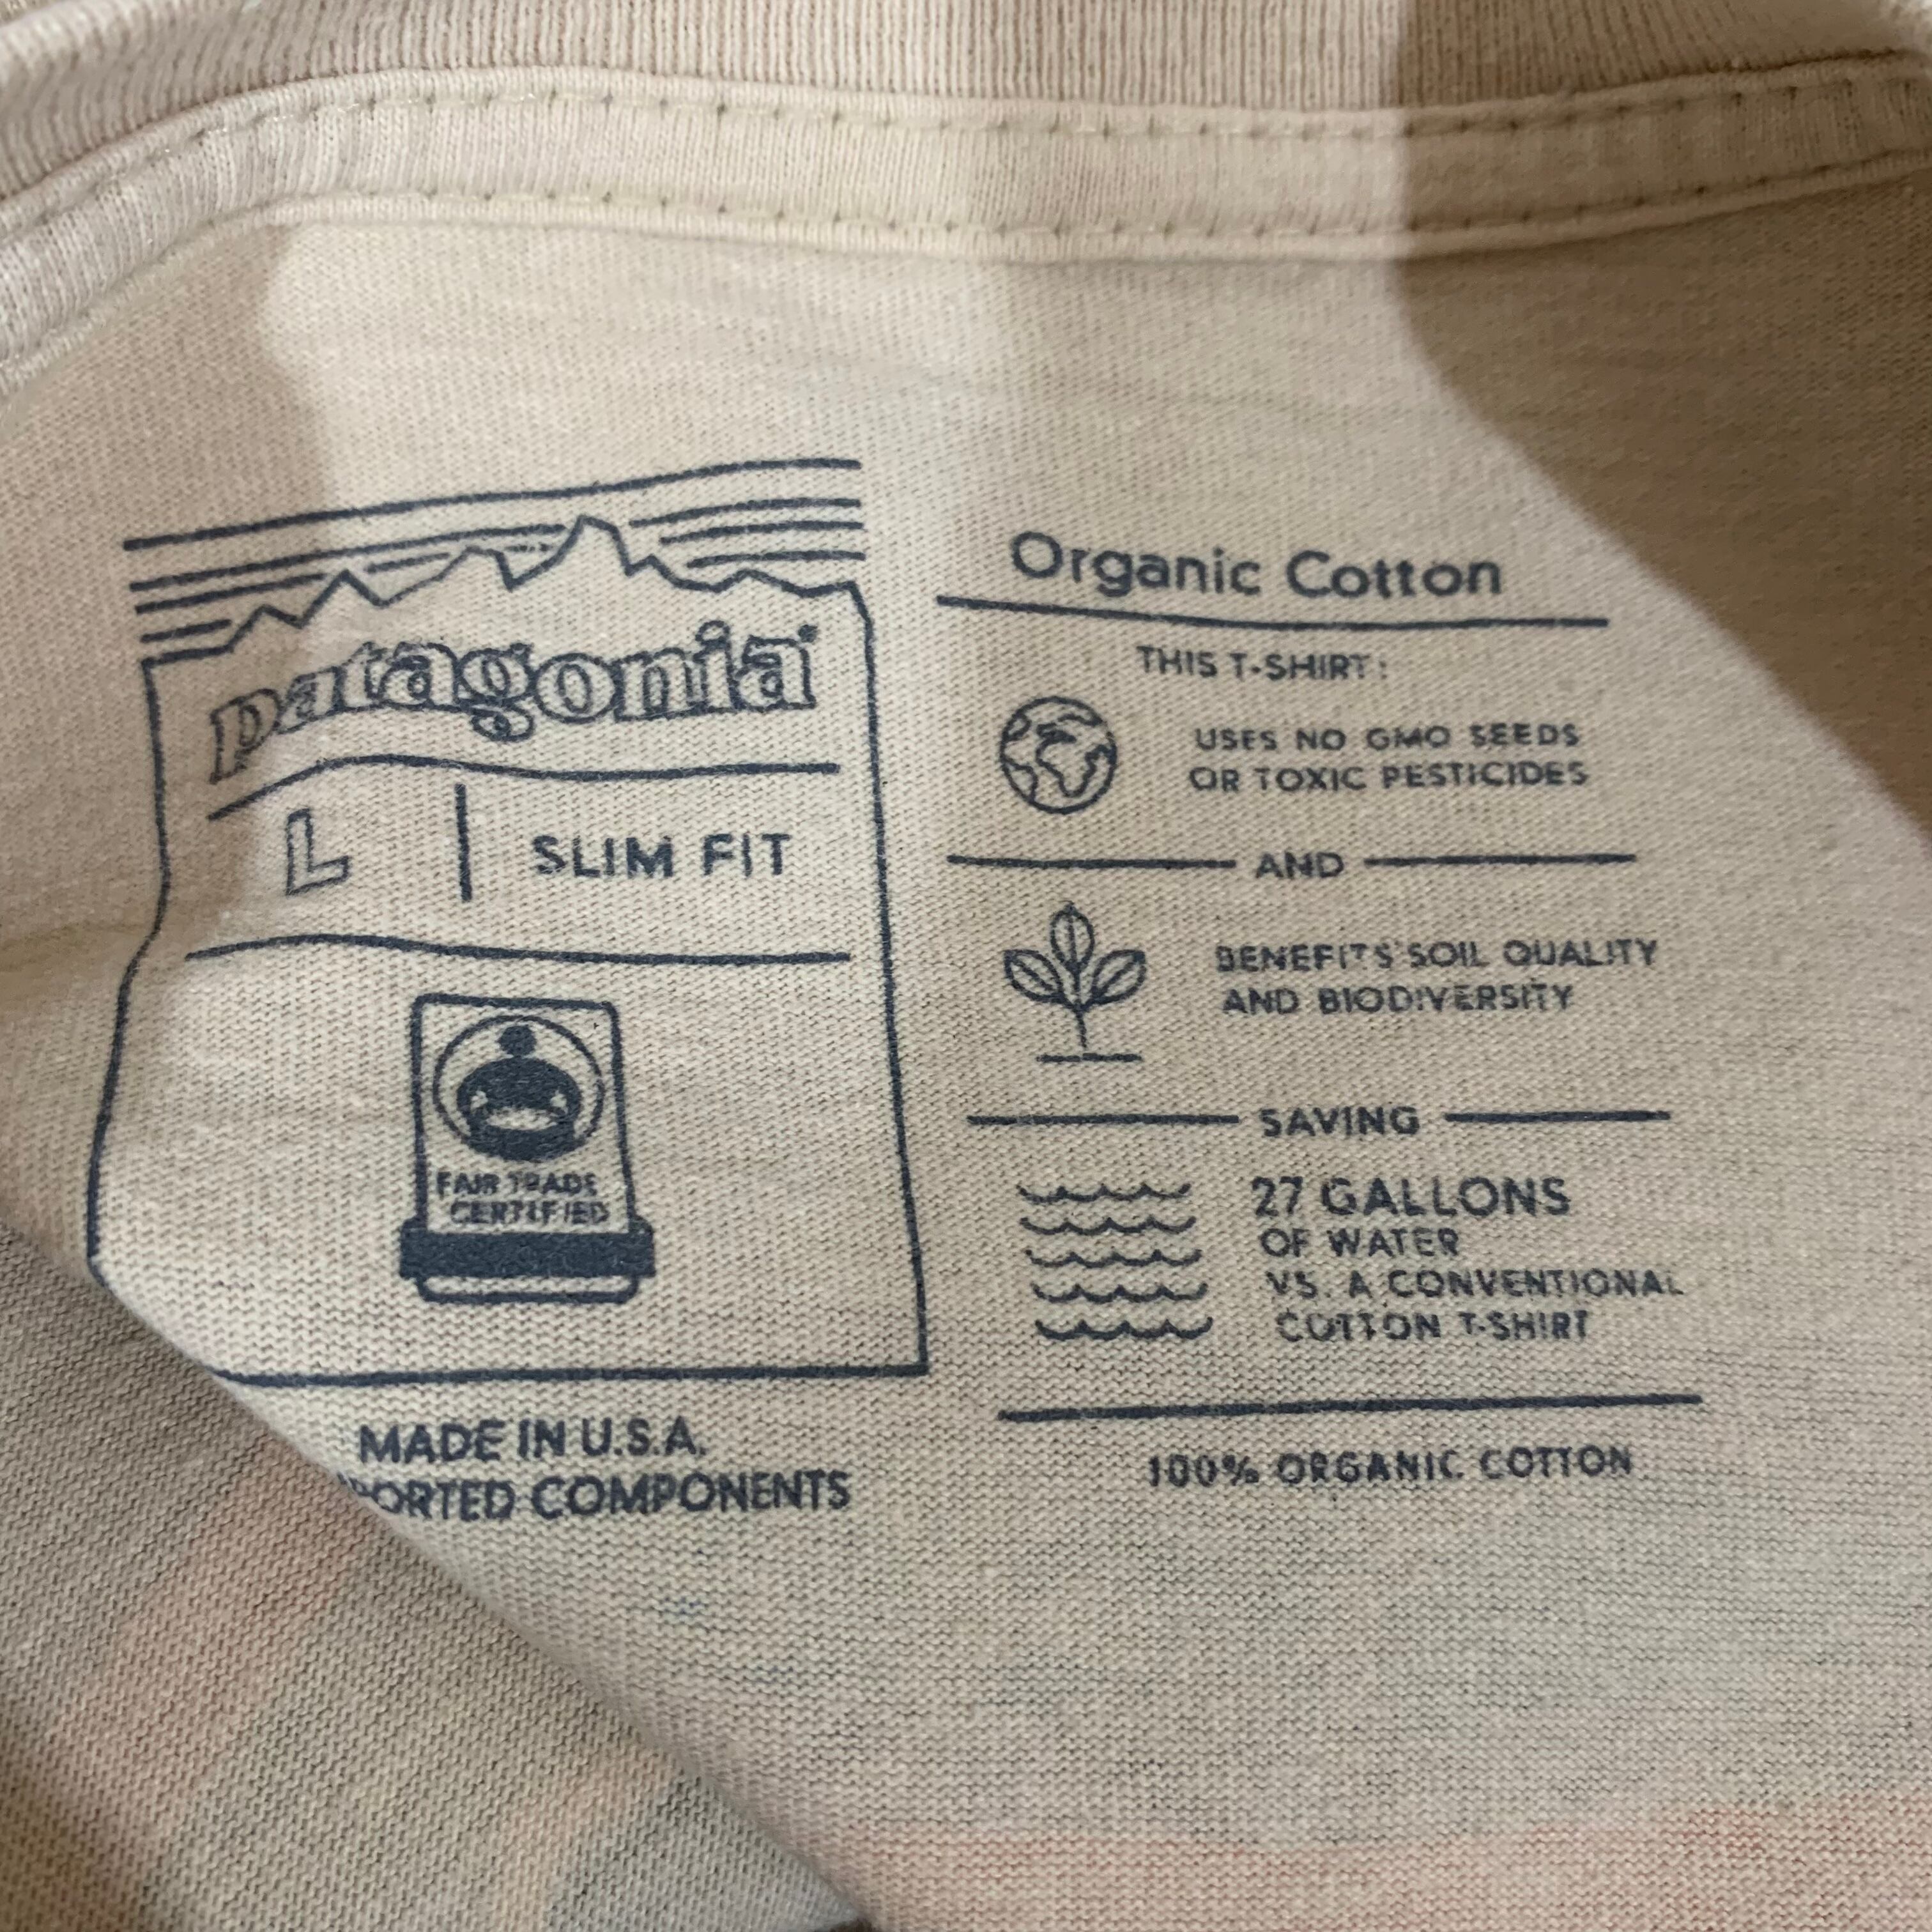 patagonia®
L | SLIM FIT
FAIR TRADE
CERTIFIED
MADE IN U.S.A.
PORTED COMPONENTS
Organic Cotton
THIS T-SHIRT:
USES NO GMO SEEDS
OR TOXIC PESTICIDES
AND
BENEFITS SOIL QUALITY
AND BIODIVERSITY
SAVING
27 GALLONS
OF WATER
VS. A CONVENTIONAL
COTTON T-SHIRT
100% ORGANIC COTTON